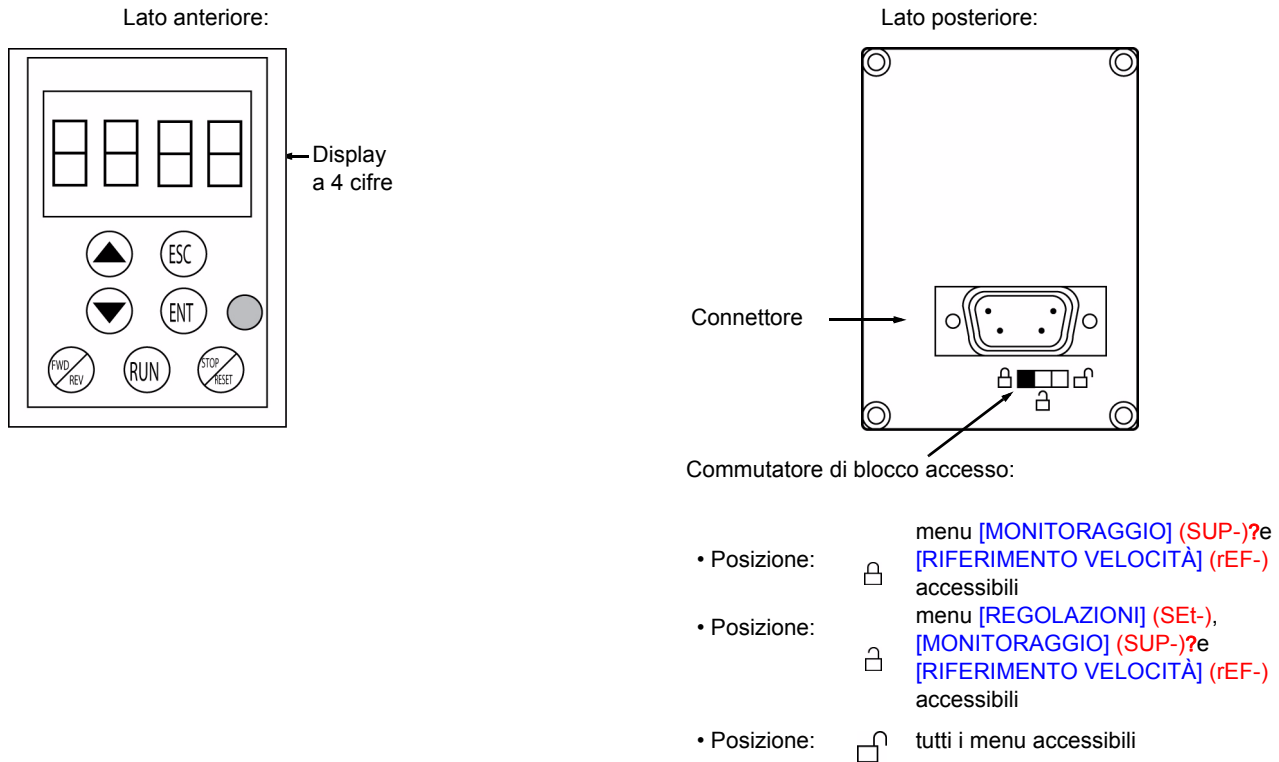 Lato anteriore:
Display
a 4 cifre
ESC
ENT
FWD
REV
RUN
STOP
RESET
Lato posteriore:
Connettore
Commutatore di blocco accesso:
• Posizione:
menu [MONITORAGGIO] (SUP-)?e
[RIFERIMENTO VELOCITÀ] (rEF-)
accessibili
• Posizione:
menu [REGOLAZIONI] (SEt-),
[MONITORAGGIO] (SUP-)?e
[RIFERIMENTO VELOCITÀ] (rEF-)
accessibili
• Posizione:
tutti i menu accessibili